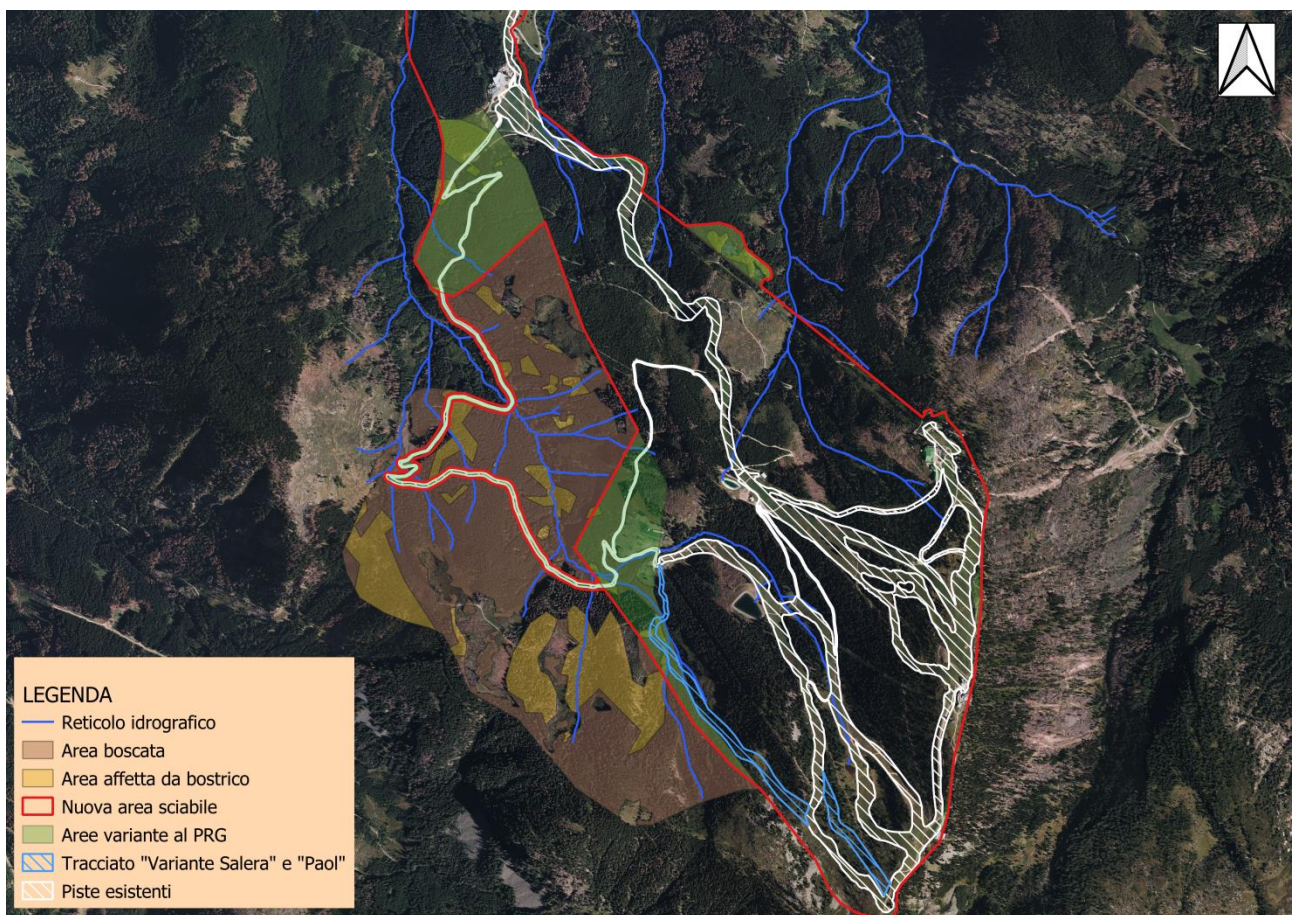 LEGENDA
Reticolo idrografico
Area boscata
Area affetta da bostrico
Nuova area sciabile
Aree variante al PRG
Tracciato "Variante Salera" e "Paol"
Piste esistenti